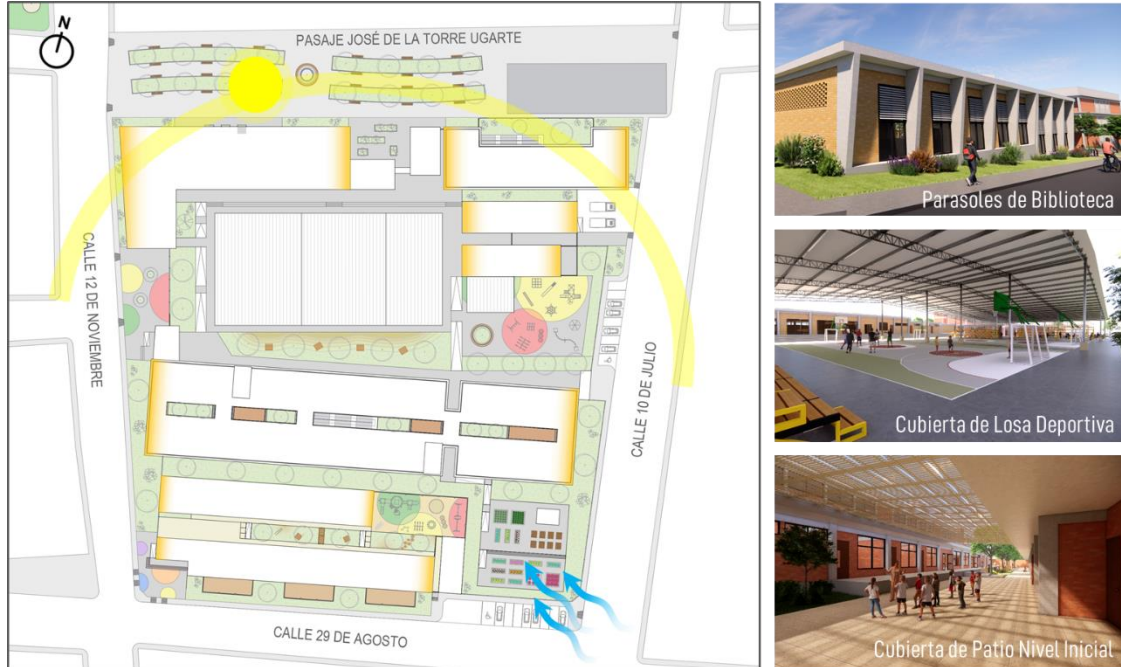 N
PASAJE JOSÉ DE LA TORRE UGARTE
CALLE 12 DE NOVIEMBRE
CALLE 10 DE JULIO
CALLE 29 DE AGOSTO
Parasoles de Biblioteca
Cubierta de Losa Deportiva
Cubierta de Patio Nivel Inicial